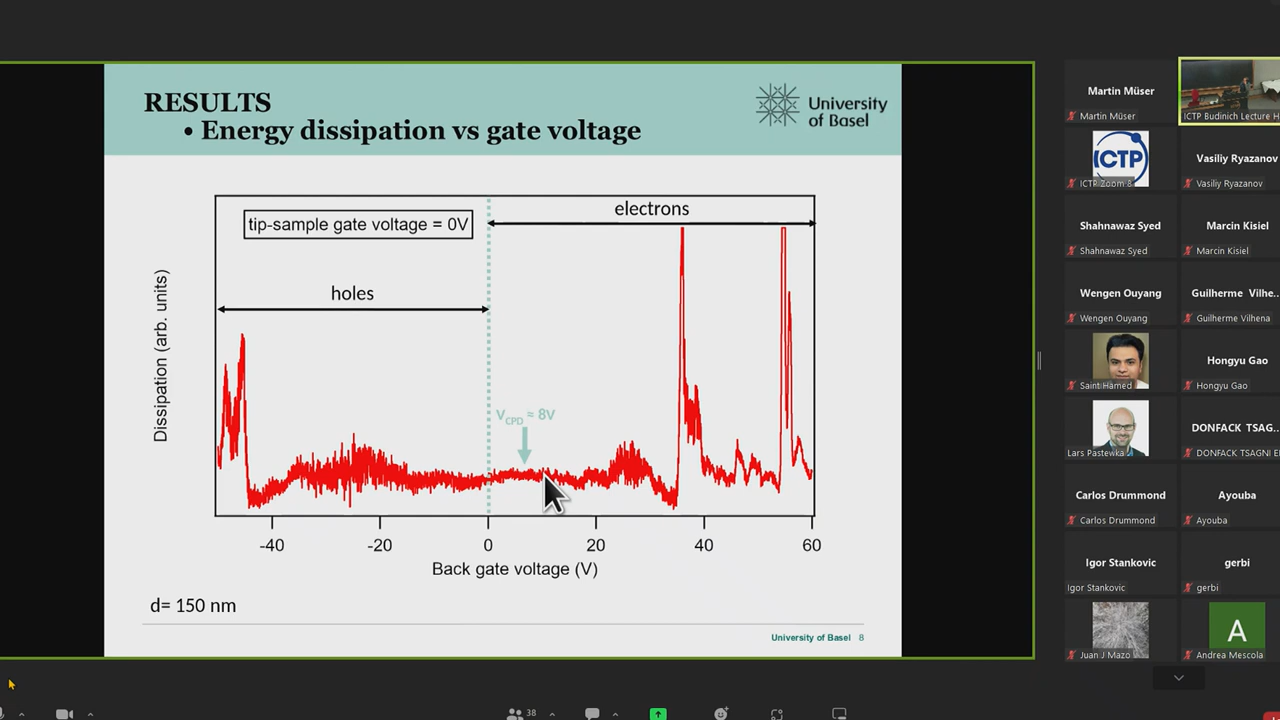 RESULTS
• Energy dissipation vs gate voltage
University
of Basel
electrons
tip-sample gate voltage = 0V
holes
Dissipation (arb. units)
VCPD ≈ 8V
-40
-20
0
20
40
60
Back gate voltage (V)
d= 150 nm
University of Basel 8
Martin Müser
Martin Müser
ICTP Budinich Lecture H
ICTP
ICTP Zoom 8
Vasiliy Ryazanov
Vasiliy Ryazanov
Shahnawaz Syed
Shahnawaz Syed
Marcin Kisiel
Marcin Kisiel
Wengen Ouyang
Wengen Ouyang
Guilherme Vilhe...
Guilherme Vilhena
Saint Hamed
Hongyu Gao
Hongyu Gao
Lars Pastewka
DONFACK TSAG...
DONFACK TSAGNI E
Carlos Drummond
Carlos Drummond
Ayouba
Ayouba
Igor Stankovic
Igor Stankovic
gerbi
gerbi
Juan J Mazo
A
Andrea Mescola
38